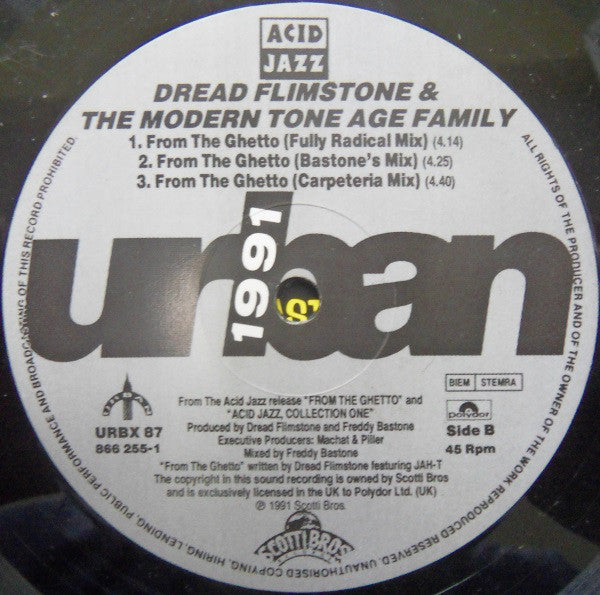 ACID
JAZZ
DREAD FLIMSTONE &
THE MODERN TONE AGE FAMILY
1. From The Ghetto (Fully Radical Mix) (4.14)
2. From The Ghetto (Bastone's Mix) (4.25)
3. From The Ghetto (Carpeteria Mix) (4.40)
urban
1991
AST
URBAN
URBX 87
866 255-1
BIEM STEMRA
polydor
Side B
45 Rpm
From The Acid Jazz release "FROM THE GHETTO" and
"ACID JAZZ, COLLECTION ONE"
Produced by Dread Flimstone and Freddy Bastone
Executive Producers: Machat & Piller
Mixed by Freddy Bastone
"From The Ghetto" written by Dread Flimstone featuring JAH-T
The copyright in this sound recording is owned by Scotti Bros
and is exclusively licensed in the UK to Polydor Ltd. (UK)
℗ 1991 Scotti Bros.
SCOTTI BROS
ALL RIGHTS OF THE PRODUCER AND OF THE OWNER OF THE WORK REPRODUCED RESERVED. UNAUTHORISED COPYING, HIRING, LENDING, PUBLIC PERFORMANCE AND BROADCASTING OF THIS RECORD PROHIBITED.